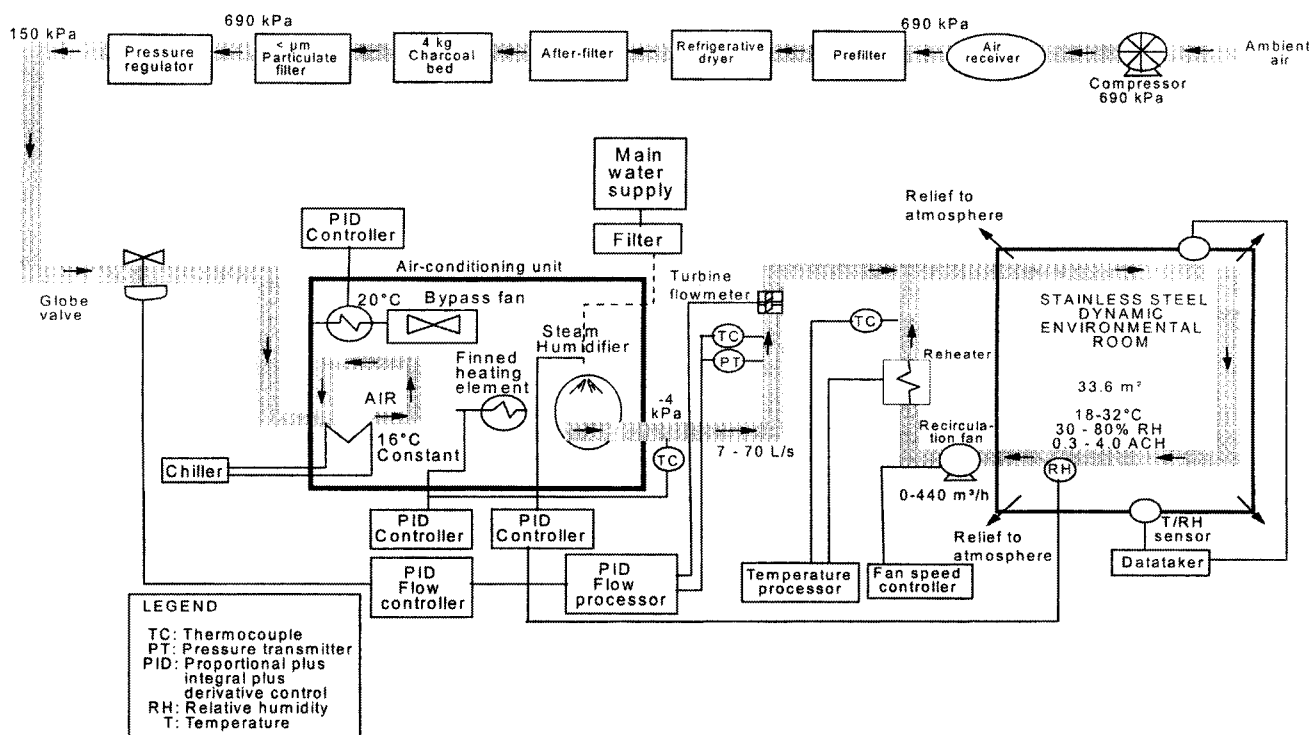 150 kPa
690 kPa
690 kPa
Pressure
regulator
< µm
Particulate
filter
4 kg
Charcoal
bed
After-filter
Refrigerative
dryer
Prefilter
Air
receiver
Compressor
690 kPa
Ambient
air
Main
water
supply
Filter
PID
Controller
Relief to
atmosphere
Air-conditioning unit
20°C
Bypass fan
Globe
valve
Turbine
flowmeter
Steam
Humidifier
Finned
heating
element
AIR
16°C
Constant
Chiller
-4
kPa
TC
TC
PT
7 - 70 L/s
TC
Reheater
Recircula-
tion fan
0-440 m³/h
STAINLESS STEEL
DYNAMIC
ENVIRONMENTAL
ROOM
33.6 m²
18-32°C
30 - 80% RH
0.3 - 4.0 ACH
RH
PID
Controller
PID
Controller
Relief to
atmosphere
T/RH
sensor
Datataker
PID
Flow
controller
PID
Flow
processor
Temperature
processor
Fan speed
controller
LEGEND
TC: Thermocouple
PT: Pressure transmitter
PID: Proportional plus
integral plus
derivative control
RH: Relative humidity
T: Temperature